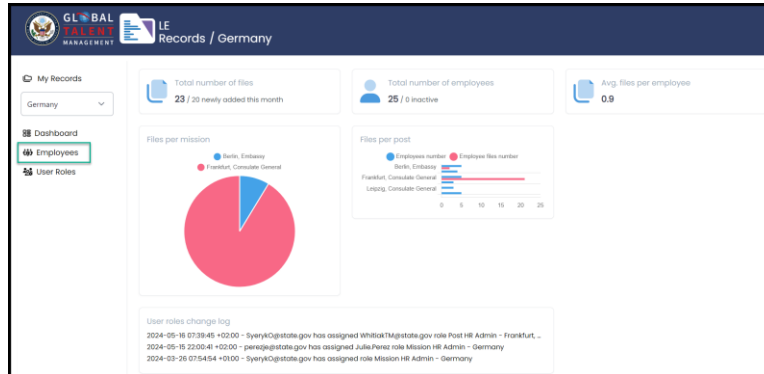 GLOBAL
TALENT
MANAGEMENT
LE
Records / Germany
My Records
Germany
Dashboard
Employees
User Roles
Total number of files
23 / 20 newly added this month
Total number of employees
25 / 0 inactive
Avg. files per employee
0.9
Files per mission
Berlin, Embassy
Frankfurt, Consulate General
Files per post
Employees number Employee files number
Berlin, Embassy
Frankfurt, Consulate General
Leipzig, Consulate General
0 5 10 15 20 25
User roles change log
2024-05-16 07:39:45 +02:00 - SyerykO@state.gov has assigned WhitlakTM@state.gov role Post HR Admin - Frankfurt, ...
2024-05-15 22:00:41 +02:00 - perezje@state.gov has assigned Julie.Perez role Mission HR Admin - Germany
2024-03-26 07:54:54 +01:00 - SyerykO@state.gov has assigned role Mission HR Admin - Germany